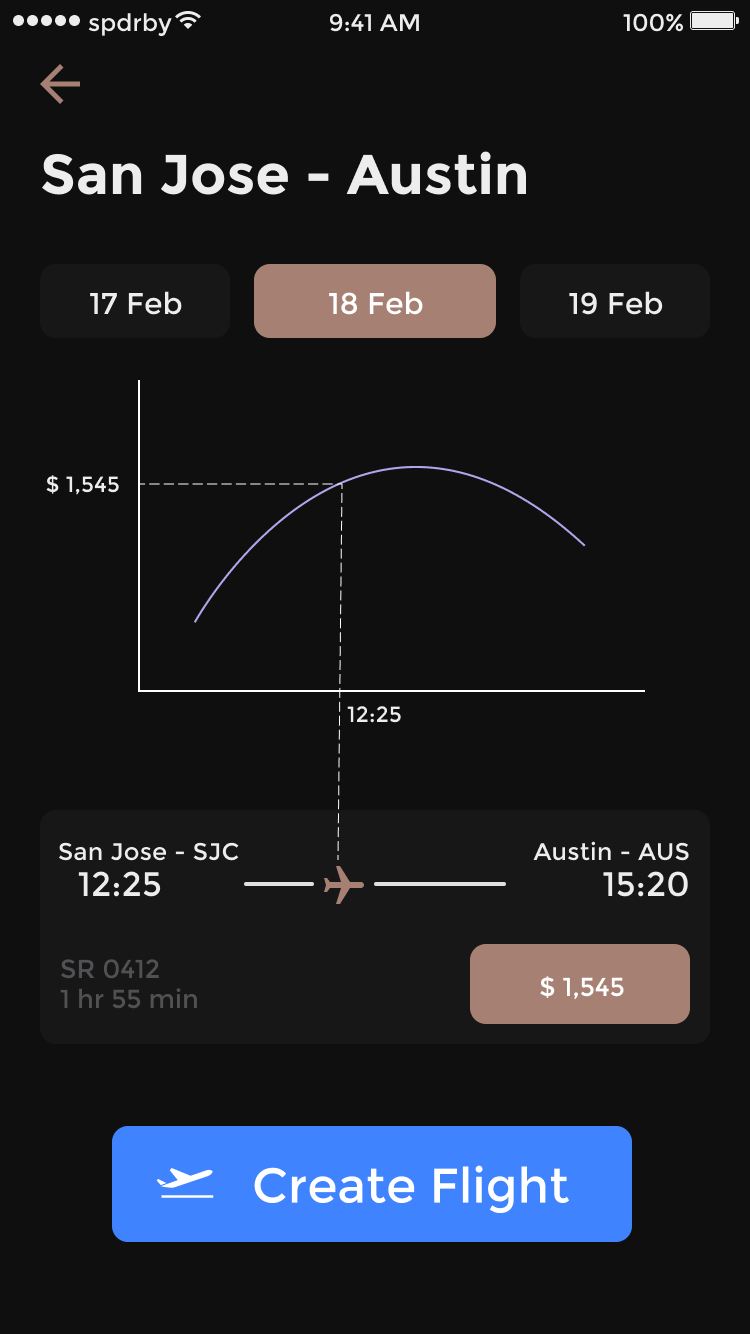 spdrby 9:41 AM 100%
San Jose - Austin
17 Feb 18 Feb 19 Feb
$ 1,545
12:25
San Jose - SJC Austin - AUS
12:25 15:20
SR 0412
1 hr 55 min
$ 1,545
Create Flight